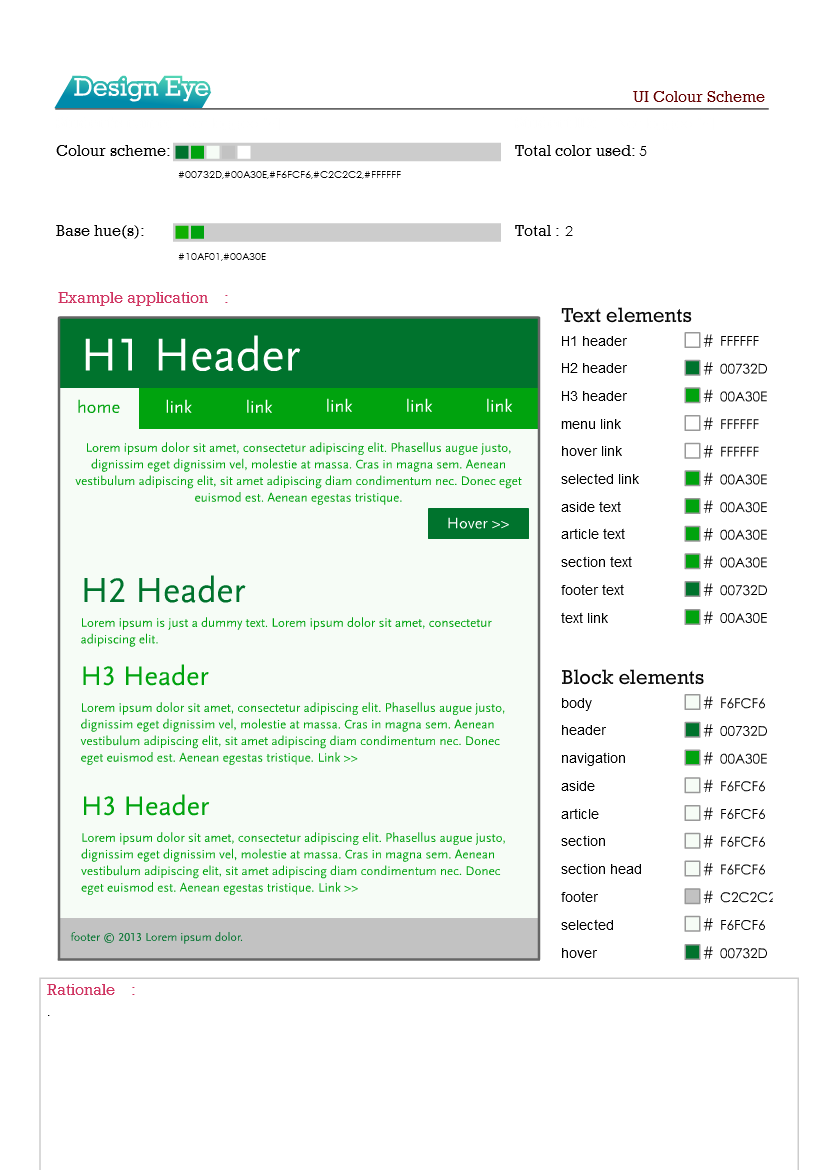 Design Eye
UI Colour Scheme
Colour scheme:
Total color used: 5
#00732D,#00A30E,#F6FCF6,#C2C2C2,#FFFFFF
Base hue(s):
Total : 2
#10AF01,#00A30E
Example application :
H1 Header
home link link link link link
Lorem ipsum dolor sit amet, consectetur adipiscing elit. Phasellus augue justo,
dignissim eget dignissim vel, molestie at massa. Cras in magna sem. Aenean
vestibulum adipiscing elit, sit amet adipiscing diam condimentum nec. Donec eget
euismod est. Aenean egestas tristique.
Hover >>
H2 Header
Lorem ipsum is just a dummy text. Lorem ipsum dolor sit amet, consectetur
adipiscing elit.
H3 Header
Lorem ipsum dolor sit amet, consectetur adipiscing elit. Phasellus augue justo,
dignissim eget dignissim vel, molestie at massa. Cras in magna sem. Aenean
vestibulum adipiscing elit, sit amet adipiscing diam condimentum nec. Donec
eget euismod est. Aenean egestas tristique. Link >>
H3 Header
Lorem ipsum dolor sit amet, consectetur adipiscing elit. Phasellus augue justo,
dignissim eget dignissim vel, molestie at massa. Cras in magna sem. Aenean
vestibulum adipiscing elit, sit amet adipiscing diam condimentum nec. Donec
eget euismod est. Aenean egestas tristique. Link >>
footer © 2013 Lorem ipsum dolor.
Text elements
H1 header # FFFFFF
H2 header # 00732D
H3 header # 00A30E
menu link # FFFFFF
hover link # FFFFFF
selected link # 00A30E
aside text # 00A30E
article text # 00A30E
section text # 00A30E
footer text # 00732D
text link # 00A30E
Block elements
body # F6FCF6
header # 00732D
navigation # 00A30E
aside # F6FCF6
article # F6FCF6
section # F6FCF6
section head # F6FCF6
footer # C2C2C2
selected # F6FCF6
hover # 00732D
Rationale :
.